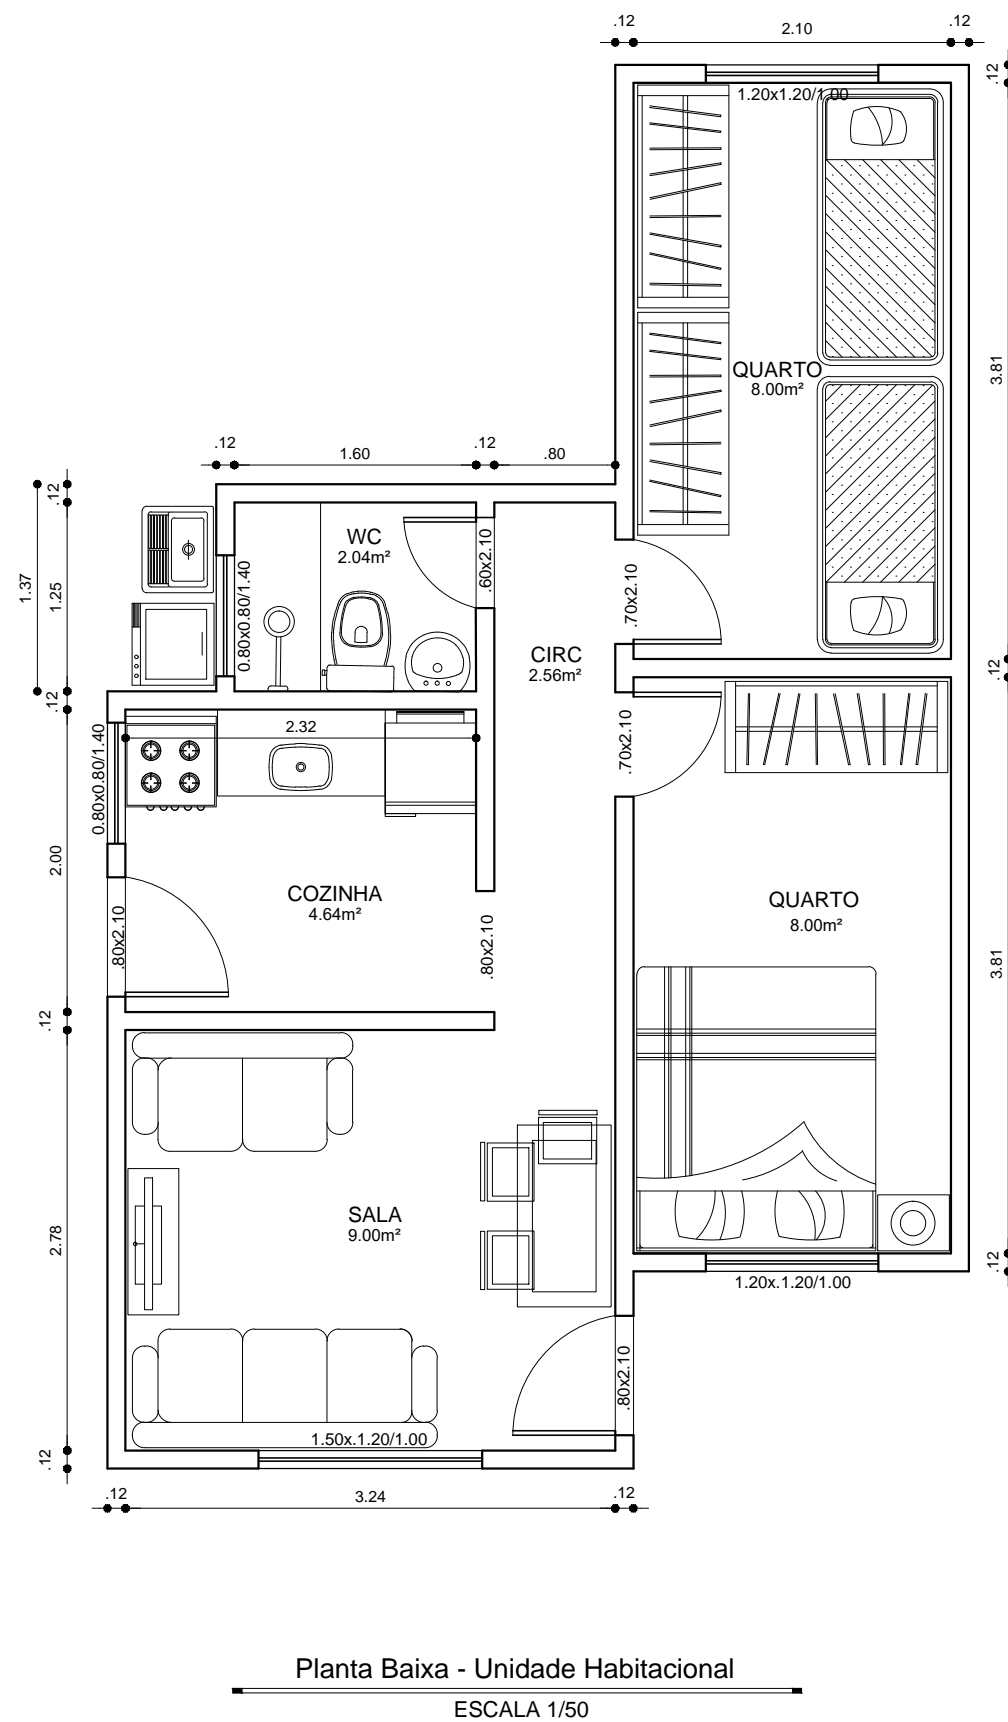 .12
2.10
.12
.12
1.20x1.20/1.00
QUARTO
8.00m²
3.81
.12
1.60
.12
.80
.12
1.37
1.25
WC
2.04m²
.60x2.10
0.80x0.80/1.40
.70x2.10
CIRC
2.56m²
.12
.12
.70x2.10
2.32
0.80x0.80/1.40
2.00
COZINHA
4.64m²
.80x2.10
.80x2.10
QUARTO
8.00m²
3.81
.12
SALA
9.00m²
2.78
.12
1.20x.1.20/1.00
.80x2.10
1.50x.1.20/1.00
.12
.12
3.24
.12
Planta Baixa - Unidade Habitacional
ESCALA 1/50